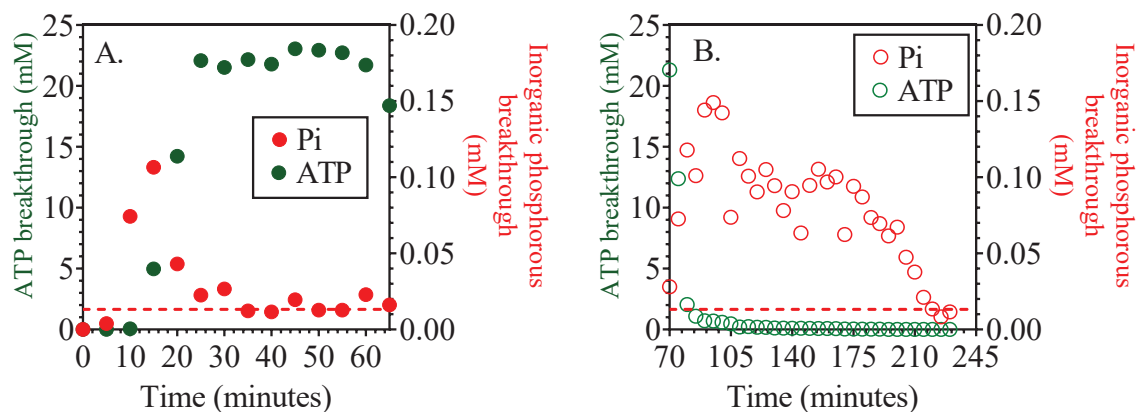 A.
ATP breakthrough (mM)
25
20
15
10
5
0
0.20
0.15
0.10
0.05
0.00
Inorganic phosphorous
breakthrough
(mM)
Pi
ATP
0
10
20
30
40
50
60
Time (minutes)
B.
ATP breakthrough (mM)
25
20
15
10
5
0
0.20
0.15
0.10
0.05
0.00
Inorganic phosphorous
breakthrough
(mM)
Pi
ATP
70
105
140
175
210
245
Time (minutes)